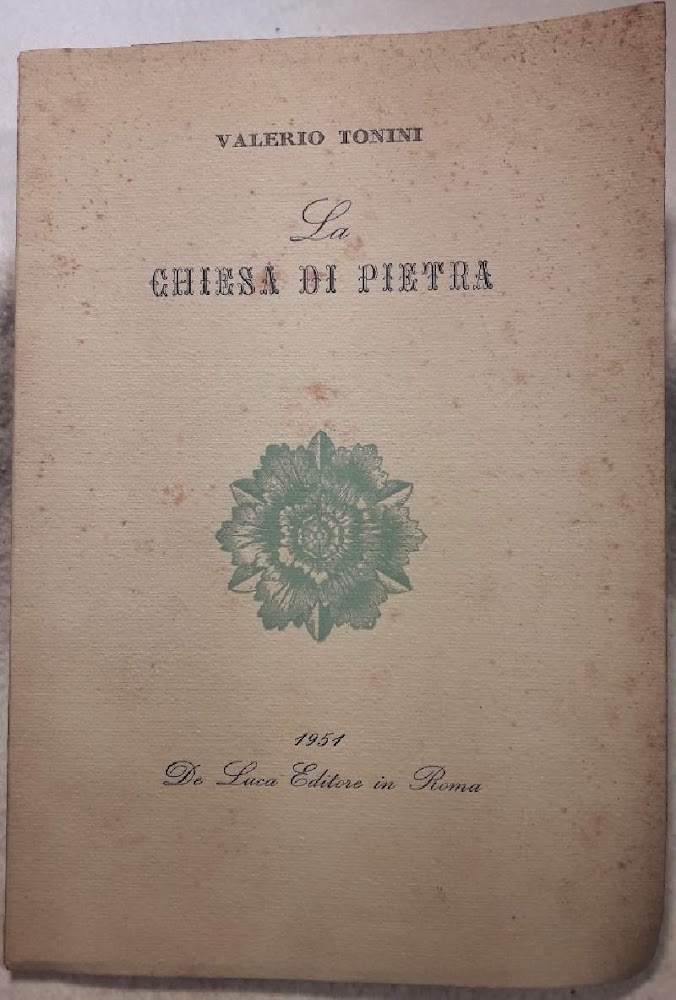 VALERIO TONINI
La
CHIESA DI PIETRA
1951
De Luca Editore in Roma